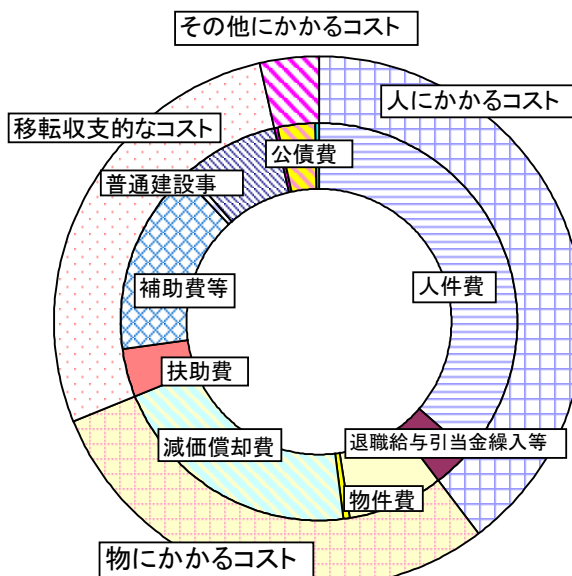 その他にかかるコスト
人にかかるコスト
移転収支的なコスト
公債費
普通建設事
人件費
補助費等
扶助費
減価償却費
退職給与引当金繰入等
物件費
物にかかるコスト